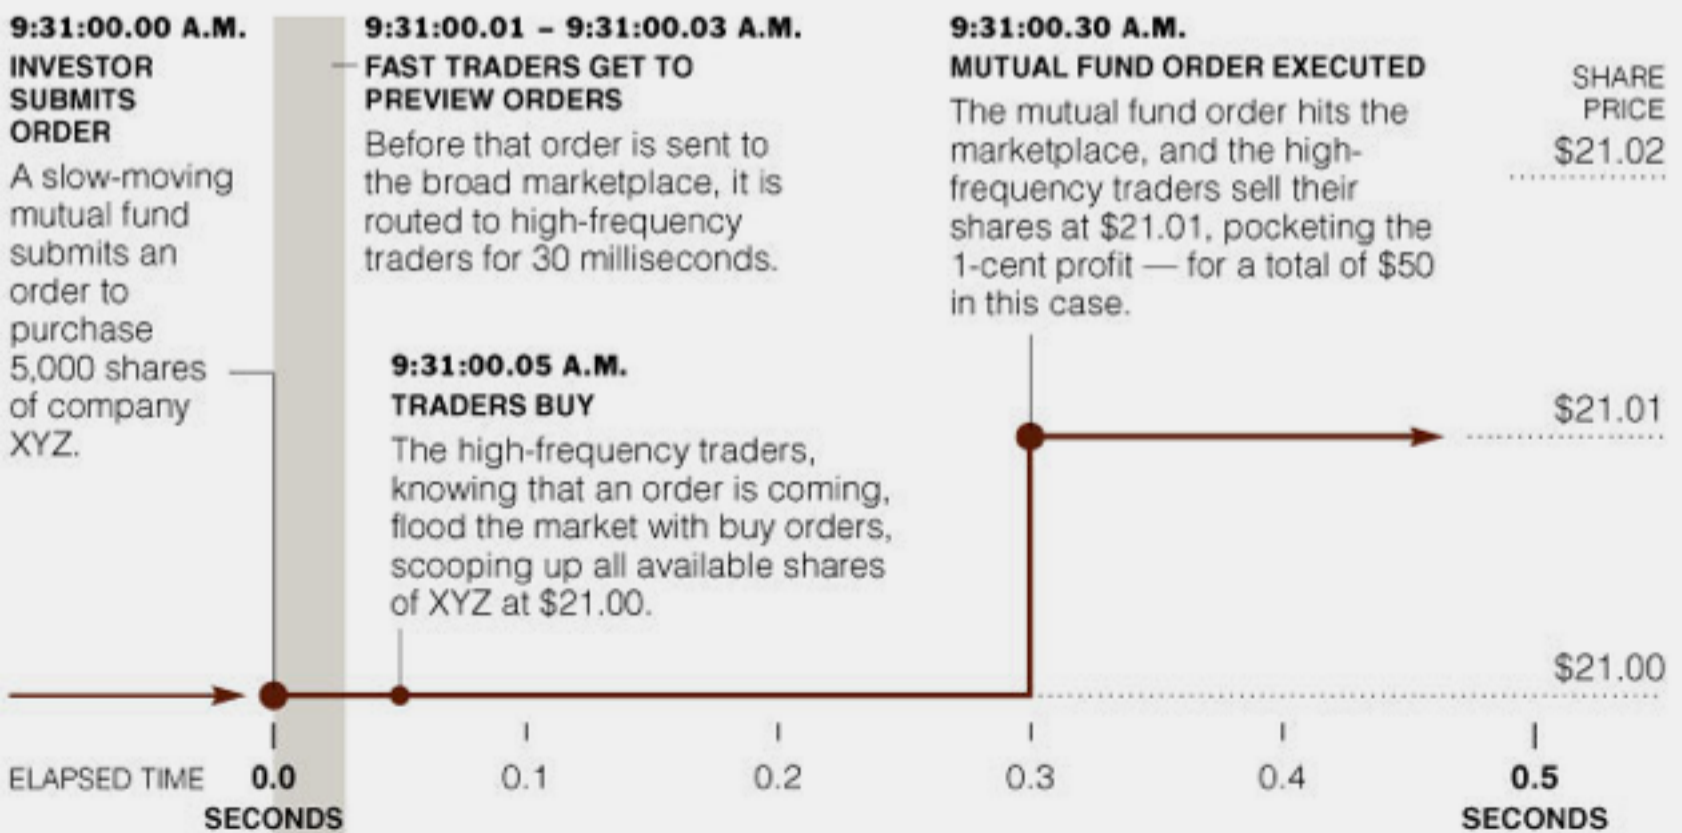 9:31:00.00 A.M.
INVESTOR
SUBMITS
ORDER
A slow-moving
mutual fund
submits an
order to
purchase
5,000 shares
of company
XYZ.
9:31:00.01 – 9:31:00.03 A.M.
FAST TRADERS GET TO
PREVIEW ORDERS
Before that order is sent to
the broad marketplace, it is
routed to high-frequency
traders for 30 milliseconds.
9:31:00.05 A.M.
TRADERS BUY
The high-frequency traders,
knowing that an order is coming,
flood the market with buy orders,
scooping up all available shares
of XYZ at $21.00.
9:31:00.30 A.M.
MUTUAL FUND ORDER EXECUTED
The mutual fund order hits the
marketplace, and the high-
frequency traders sell their
shares at $21.01, pocketing the
1-cent profit — for a total of $50
in this case.
SHARE
PRICE
$21.02
$21.01
$21.00
ELAPSED TIME 0.0 0.1 0.2 0.3 0.4 0.5
SECONDS SECONDS